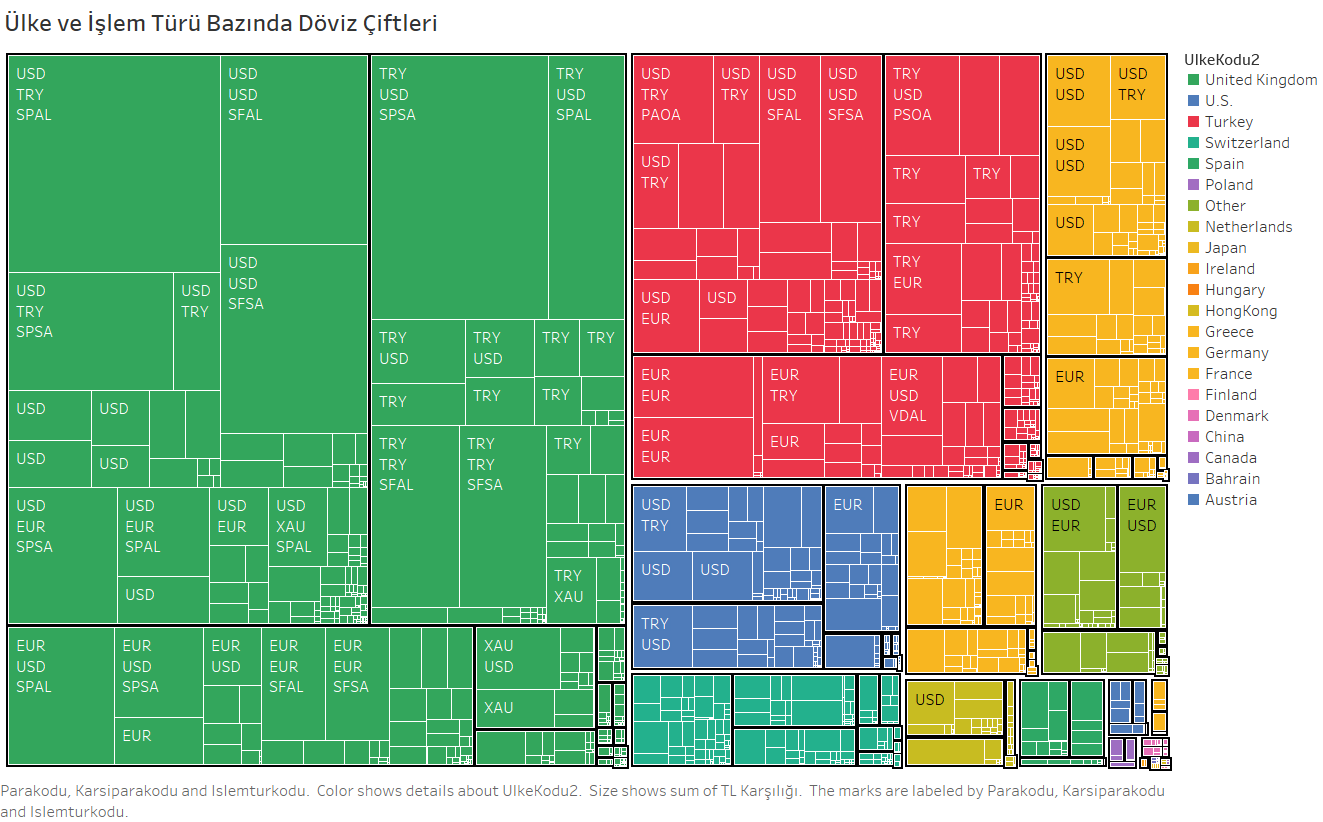 Ülke ve İşlem Türü Bazında Döviz Çiftleri
USD
TRY
SPAL
USD
USD
SFAL
USD
TRY
SPSA
USD
TRY
USD
USD
SFSA
USD
USD
USD
USD
USD
EUR
SPSA
USD
EUR
SPAL
USD
USD
EUR
USD
XAU
SPAL
TRY
USD
SPSA
TRY
USD
SPAL
TRY
USD
TRY
TRY
USD
TRY
TRY
TRY
TRY
TRY
TRY
SFAL
TRY
TRY
SFSA
TRY
TRY
XAU
EUR
USD
SPAL
EUR
USD
SPSA
EUR
EUR
USD
EUR
EUR
SFAL
EUR
EUR
SFSA
XAU
USD
XAU
USD
TRY
PAOA
USD
TRY
USD
USD
SFAL
USD
USD
SFSA
USD
TRY
USD
EUR
USD
TRY
USD
PSOA
TRY
TRY
TRY
TRY
EUR
TRY
EUR
EUR
EUR
EUR
EUR
TRY
EUR
EUR
USD
VDAL
USD
TRY
USD
USD
TRY
USD
EUR
USD
USD
USD
TRY
USD
USD
USD
TRY
EUR
EUR
USD
EUR
EUR
USD
USD
UlkeKodu2
United Kingdom
U.S.
Turkey
Switzerland
Spain
Poland
Other
Netherlands
Japan
Ireland
Hungary
HongKong
Greece
Germany
France
Finland
Denmark
China
Canada
Bahrain
Austria
Parakodu, Karsiparakodu and Islemturkodu.  Color shows details about UlkeKodu2.  Size shows sum of TL Karşılığı.  The marks are labeled by Parakodu, Karsiparakodu
and Islemturkodu.